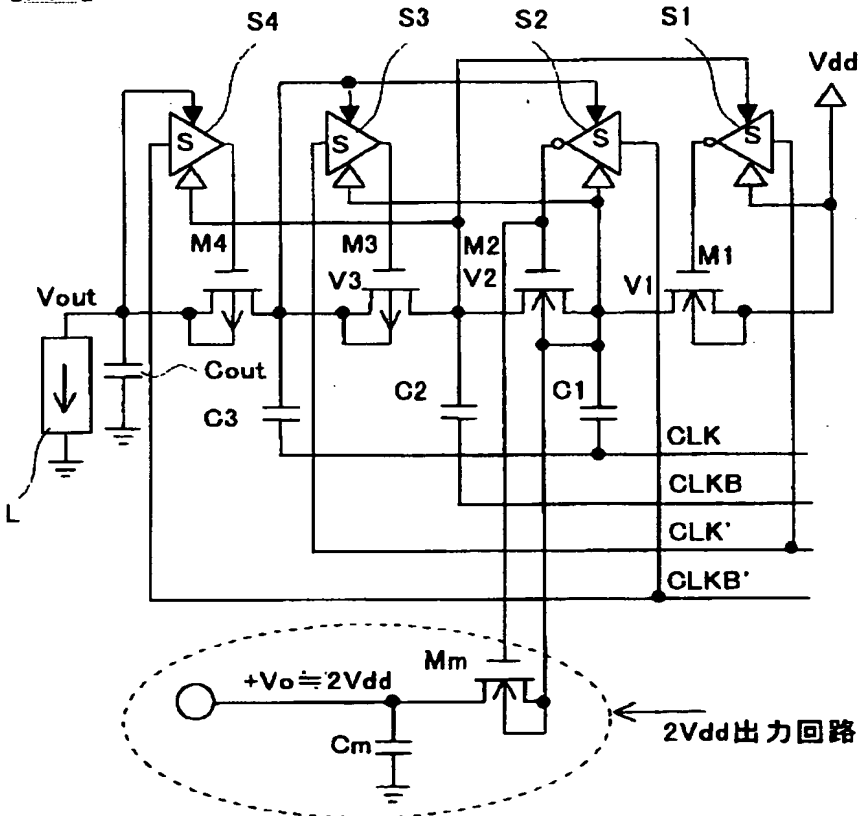 S4
S3
S2
S1
Vdd
S
S
S
S
M4
M3
M2
M1
Vout
V3
V2
V1
Cout
C3
C2
C1
CLK
CLKB
CLK'
CLKB'
L
Mm
+Vo≒2Vdd
Cm
2Vdd出力回路